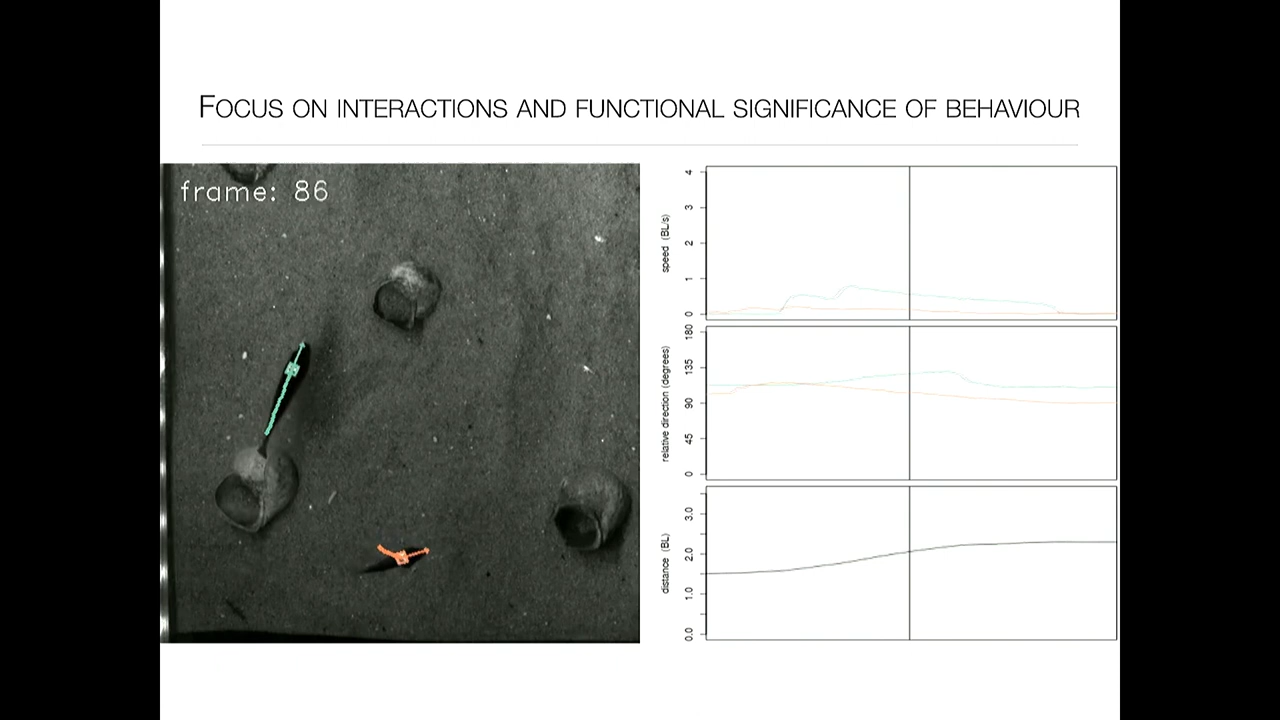 FOCUS ON INTERACTIONS AND FUNCTIONAL SIGNIFICANCE OF BEHAVIOUR
frame: 86
speed (BL/s)
4
3
2
1
0
relative direction (degrees)
180
135
90
45
0
distance (BL)
3.0
2.0
1.0
0.0